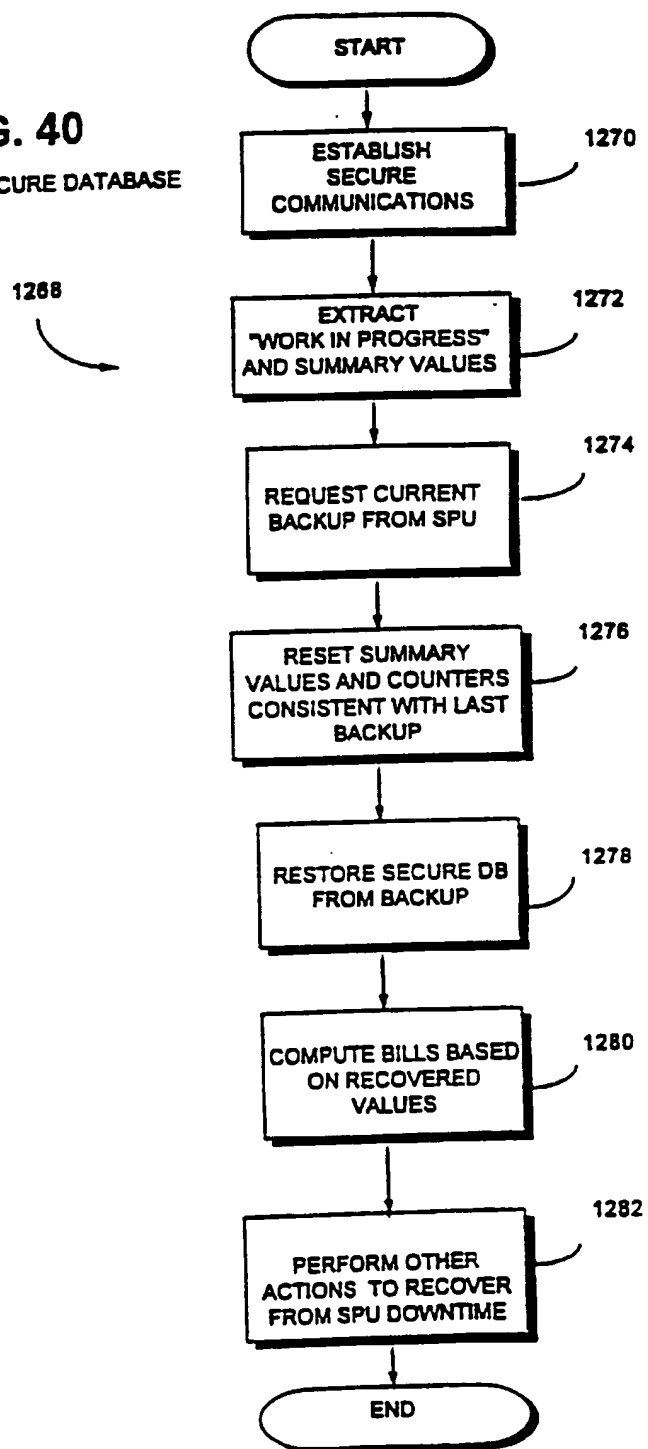 START
G. 40
CURE DATABASE
ESTABLISH
SECURE
COMMUNICATIONS
1270
1268
EXTRACT
"WORK IN PROGRESS"
AND SUMMARY VALUES
1272
REQUEST CURRENT
BACKUP FROM SPU
1274
RESET SUMMARY
VALUES AND COUNTERS
CONSISTENT WITH LAST
BACKUP
1276
RESTORE SECURE DB
FROM BACKUP
1278
COMPUTE BILLS BASED
ON RECOVERED
VALUES
1280
PERFORM OTHER
ACTIONS TO RECOVER
FROM SPU DOWNTIME
1282
END